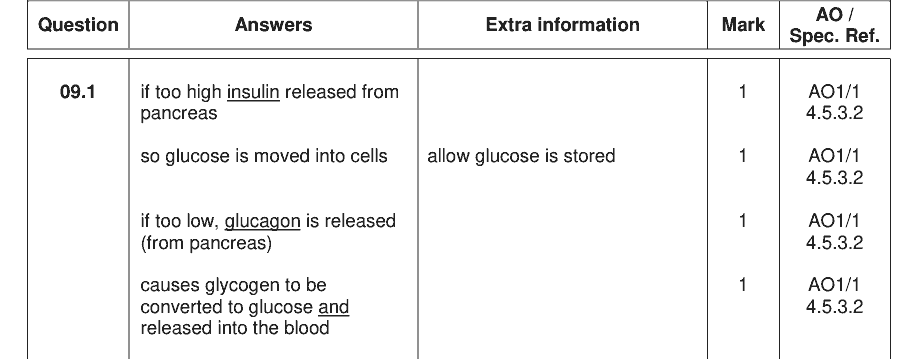 Question Answers Extra information Mark AO /
Spec. Ref.
09.1 if too high insulin released from 1 AO1/1
pancreas 4.5.3.2
so glucose is moved into cells allow glucose is stored 1 AO1/1
4.5.3.2
if too low, glucagon is released 1 AO1/1
(from pancreas) 4.5.3.2
causes glycogen to be 1 AO1/1
converted to glucose and 4.5.3.2
released into the blood